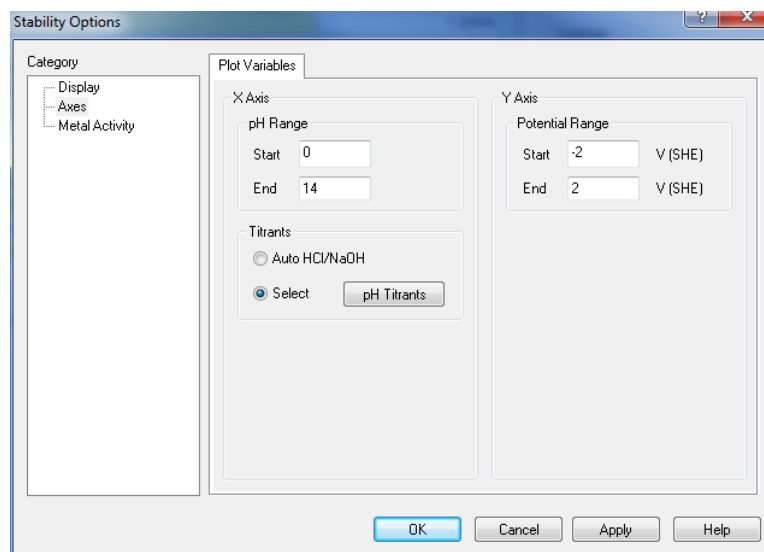 Stability Options
?
X
Category
Display
Axes
Metal Activity
Plot Variables
X Axis
pH Range
Start 0
End 14
Titrants
Auto HCl/NaOH
Select pH Titrants
Y Axis
Potential Range
Start -2 V (SHE)
End 2 V (SHE)
OK Cancel Apply Help